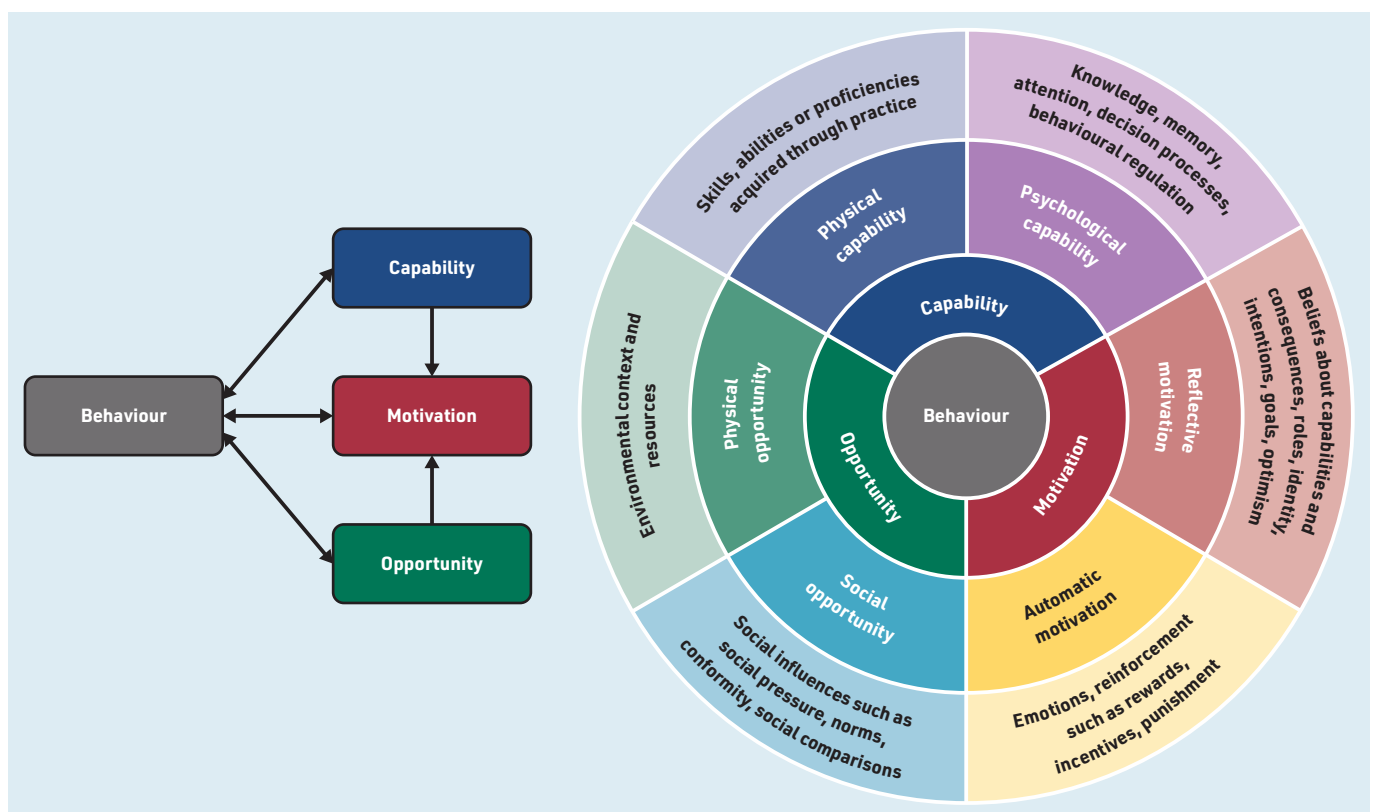 Capability
Behaviour
Motivation
Opportunity
Skills, abilities or proficiencies
acquired through practice
Knowledge, memory,
attention, decision processes,
behavioural regulation
Physical
capability
Psychological
capability
Capability
Environmental context and
resources
Physical
opportunity
Opportunity
Behaviour
Motivation
Reflective
motivation
Beliefs about capabilities and
consequences, roles, identity,
intentions, goals, optimism
Social
opportunity
Automatic
motivation
Social influences such as
social pressure, norms,
conformity, social comparisons
Emotions, reinforcement
such as rewards,
incentives, punishment